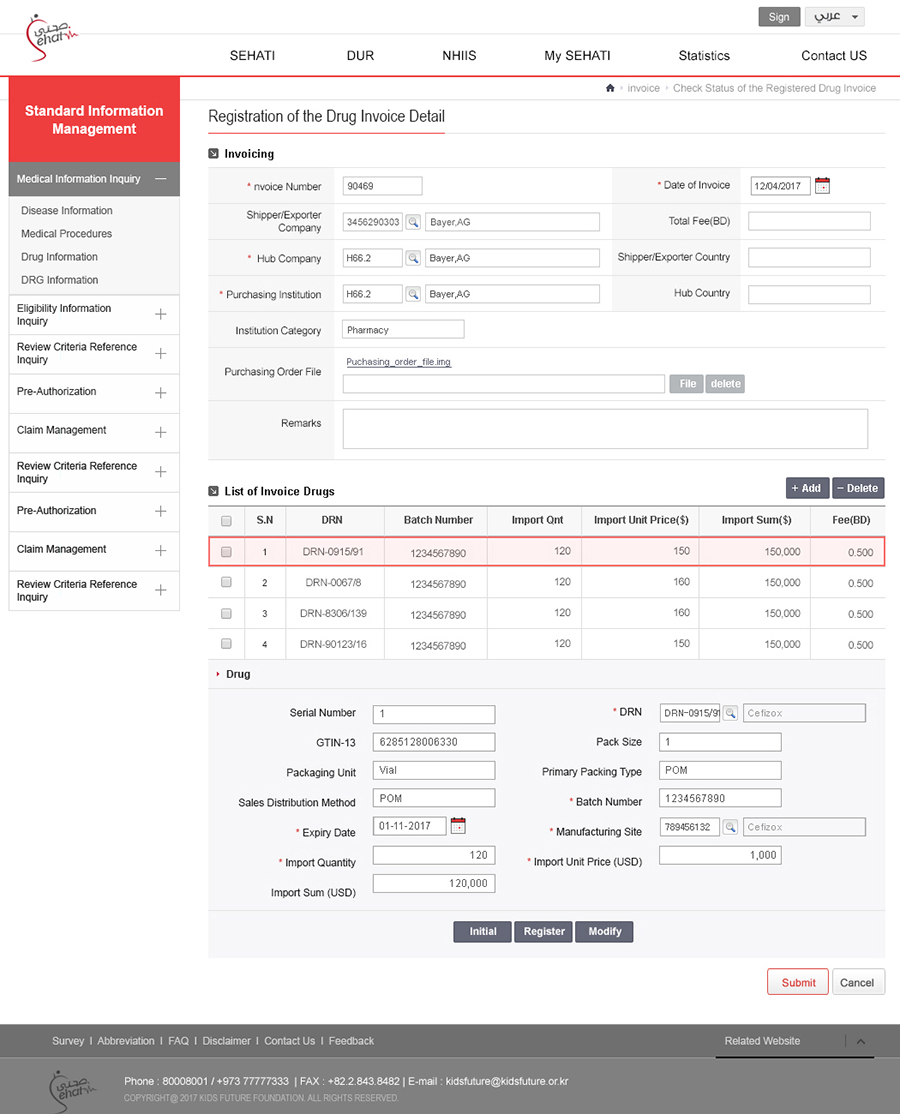 Sign عربي
صحتي
Sehati
SEHATI DUR NHIIS My SEHATI Statistics Contact US
invoice Check Status of the Registered Drug Invoice
Standard Information
Management
Medical Information Inquiry
Disease Information
Medical Procedures
Drug Information
DRG Information
Eligibility Information
Inquiry
Review Criteria Reference
Inquiry
Pre-Authorization
Claim Management
Review Criteria Reference
Inquiry
Pre-Authorization
Claim Management
Review Criteria Reference
Inquiry
Registration of the Drug Invoice Detail
Invoicing
* nvoice Number 90469 * Date of Invoice 12/04/2017
Shipper/Exporter
Company 3456290303 Bayer,AG Total Fee(BD)
* Hub Company H66.2 Bayer,AG Shipper/Exporter Country
* Purchasing Institution H66.2 Bayer,AG Hub Country
Institution Category Pharmacy
Purchasing Order File Puchasing_order_file.img
File delete
Remarks
List of Invoice Drugs + Add − Delete
S.N DRN Batch Number Import Qnt Import Unit Price($) Import Sum($) Fee(BD)
1 DRN-0915/91 1234567890 120 150 150,000 0.500
2 DRN-0067/8 1234567890 120 160 150,000 0.500
3 DRN-8306/139 1234567890 120 160 150,000 0.500
4 DRN-90123/16 1234567890 120 150 150,000 0.500
Drug
Serial Number 1 * DRN DRN-0915/91 Cefizox
GTIN-13 6285128006330 Pack Size 1
Packaging Unit Vial Primary Packing Type POM
Sales Distribution Method POM * Batch Number 1234567890
* Expiry Date 01-11-2017 * Manufacturing Site 789456132 Cefizox
* Import Quantity 120 * Import Unit Price (USD) 1,000
Import Sum (USD) 120,000
Initial Register Modify
Submit Cancel
Survey I Abbreviation I FAQ I Disclaimer I Contact Us I Feedback Related Website
صحتي
Sehati
Phone : 80008001 / +973 77777333 | FAX : +82.2.843.8482 | E-mail : kidsfuture@kidsfuture.or.kr
COPYRIGHT@ 2017 KIDS FUTURE FOUNDATION. ALL RIGHTS RESERVED.